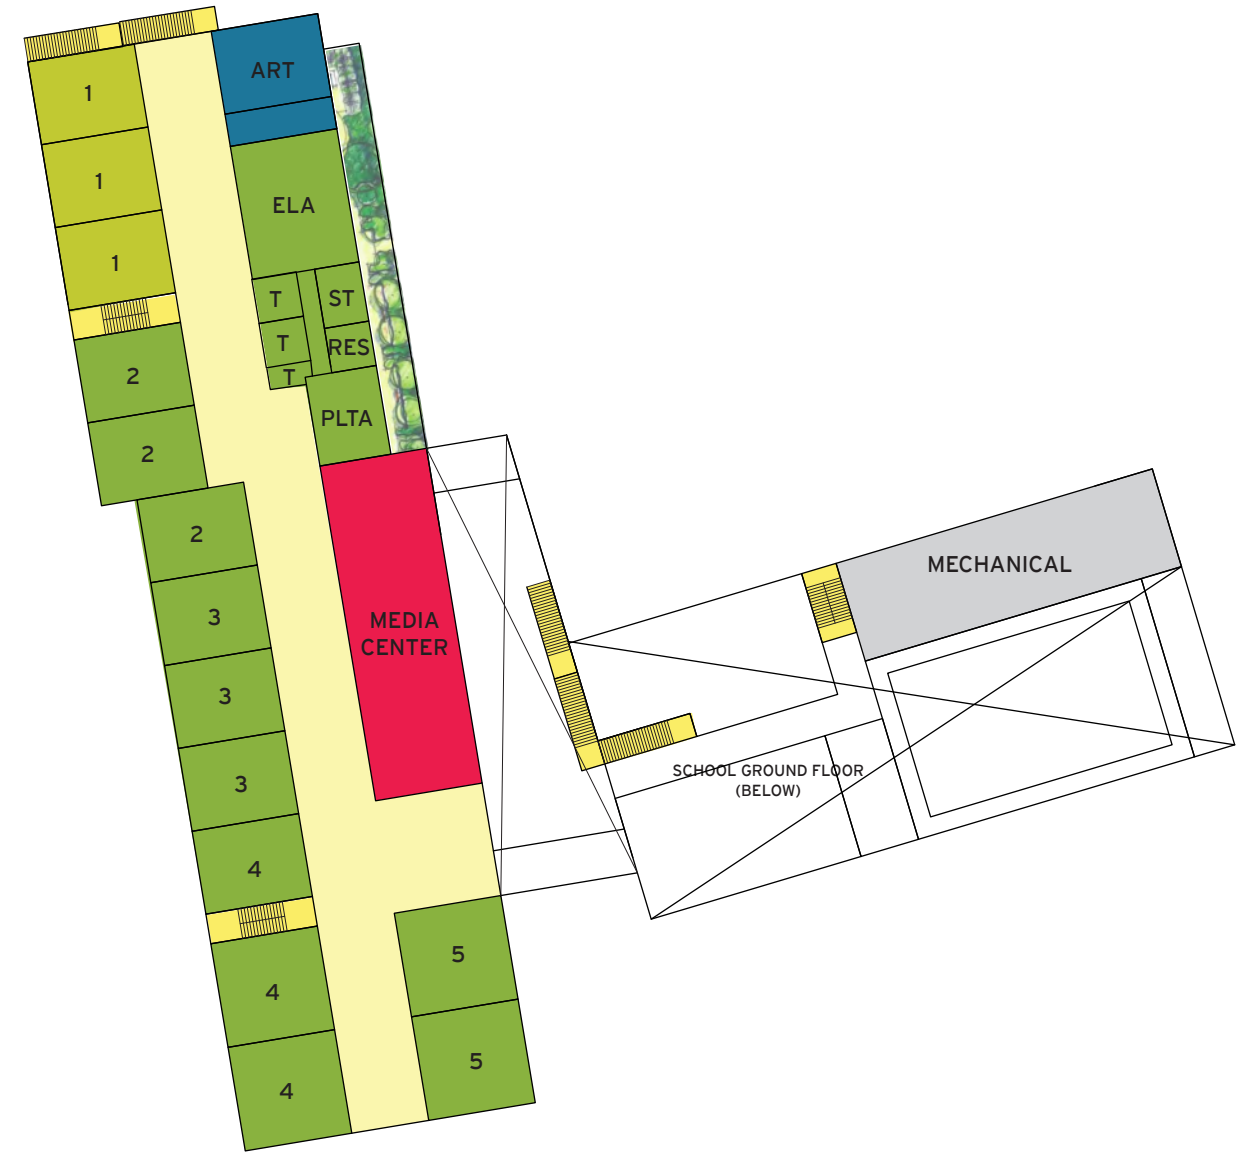 ART
1
1
ELA
1
T
ST
T
RES
2
T
PLTA
2
2
3
MEDIA
CENTER
MECHANICAL
3
3
SCHOOL GROUND FLOOR
(BELOW)
4
5
4
5
4